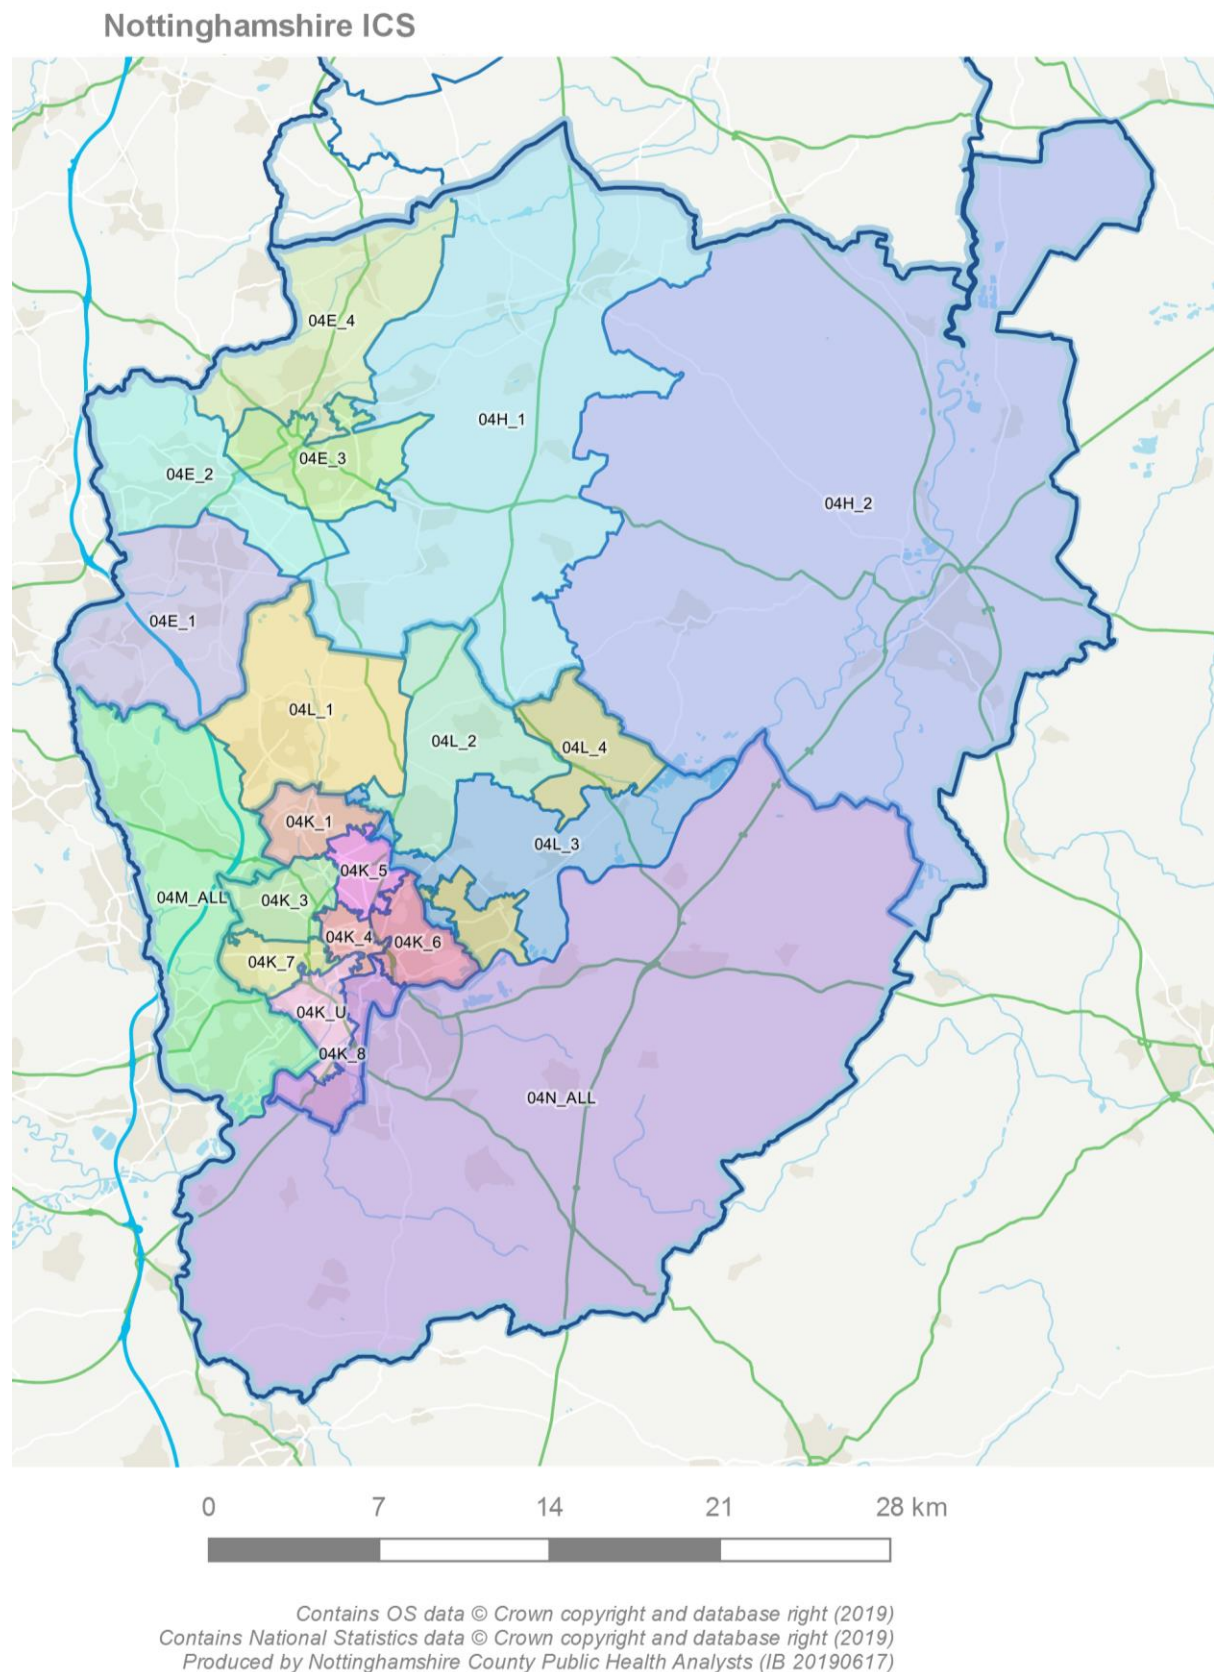 Nottinghamshire ICS
04E_4
04H_1
04E_3
04E_2
04H_2
04E_1
04L_1
04L_2
04L_4
04K_1
04L_3
04K_5
04M_ALL
04K_3
04K_4
04K_6
04K_7
04K_U
04K_8
04N_ALL
0 7 14 21 28 km
Contains OS data © Crown copyright and database right (2019)
Contains National Statistics data © Crown copyright and database right (2019)
Produced by Nottinghamshire County Public Health Analysts (IB 20190617)